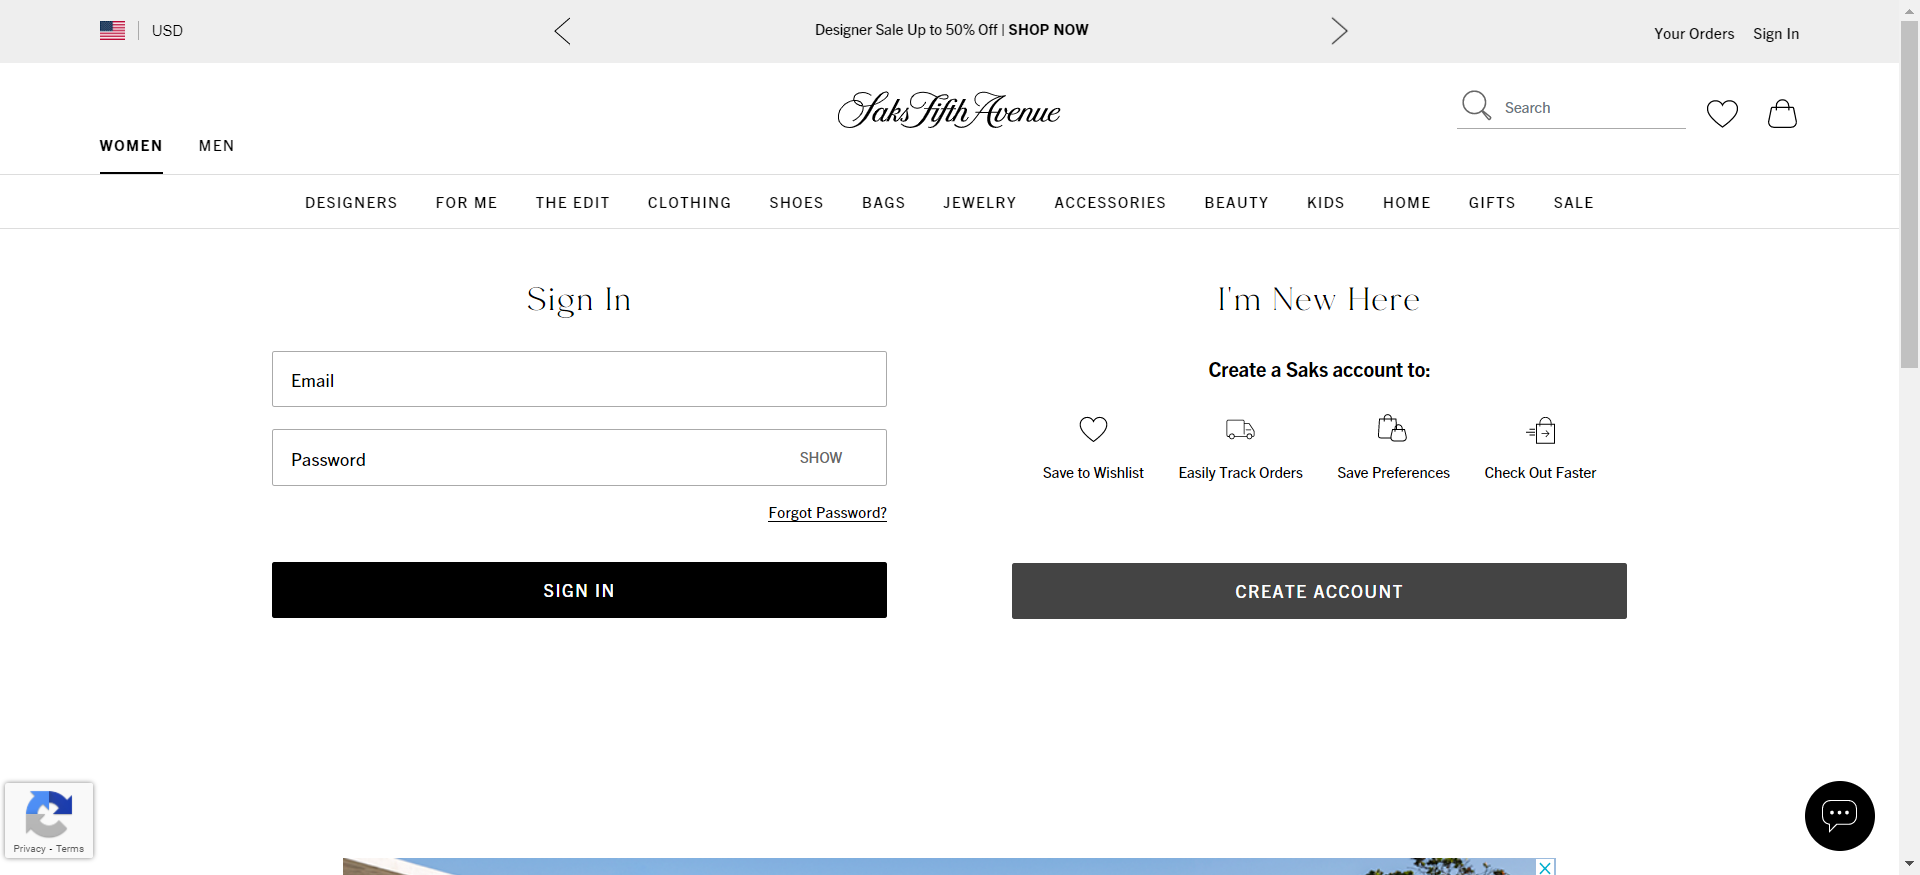 USD
Designer Sale Up to 50% Off | SHOP NOW
Your Orders
Sign In
Saks Fifth Avenue
Search
WOMEN
MEN
DESIGNERS
FOR ME
THE EDIT
CLOTHING
SHOES
BAGS
JEWELRY
ACCESSORIES
BEAUTY
KIDS
HOME
GIFTS
SALE
Sign In
Email
Password
SHOW
Forgot Password?
SIGN IN
I'm New Here
Create a Saks account to:
Save to Wishlist
Easily Track Orders
Save Preferences
Check Out Faster
CREATE ACCOUNT
Privacy - Terms